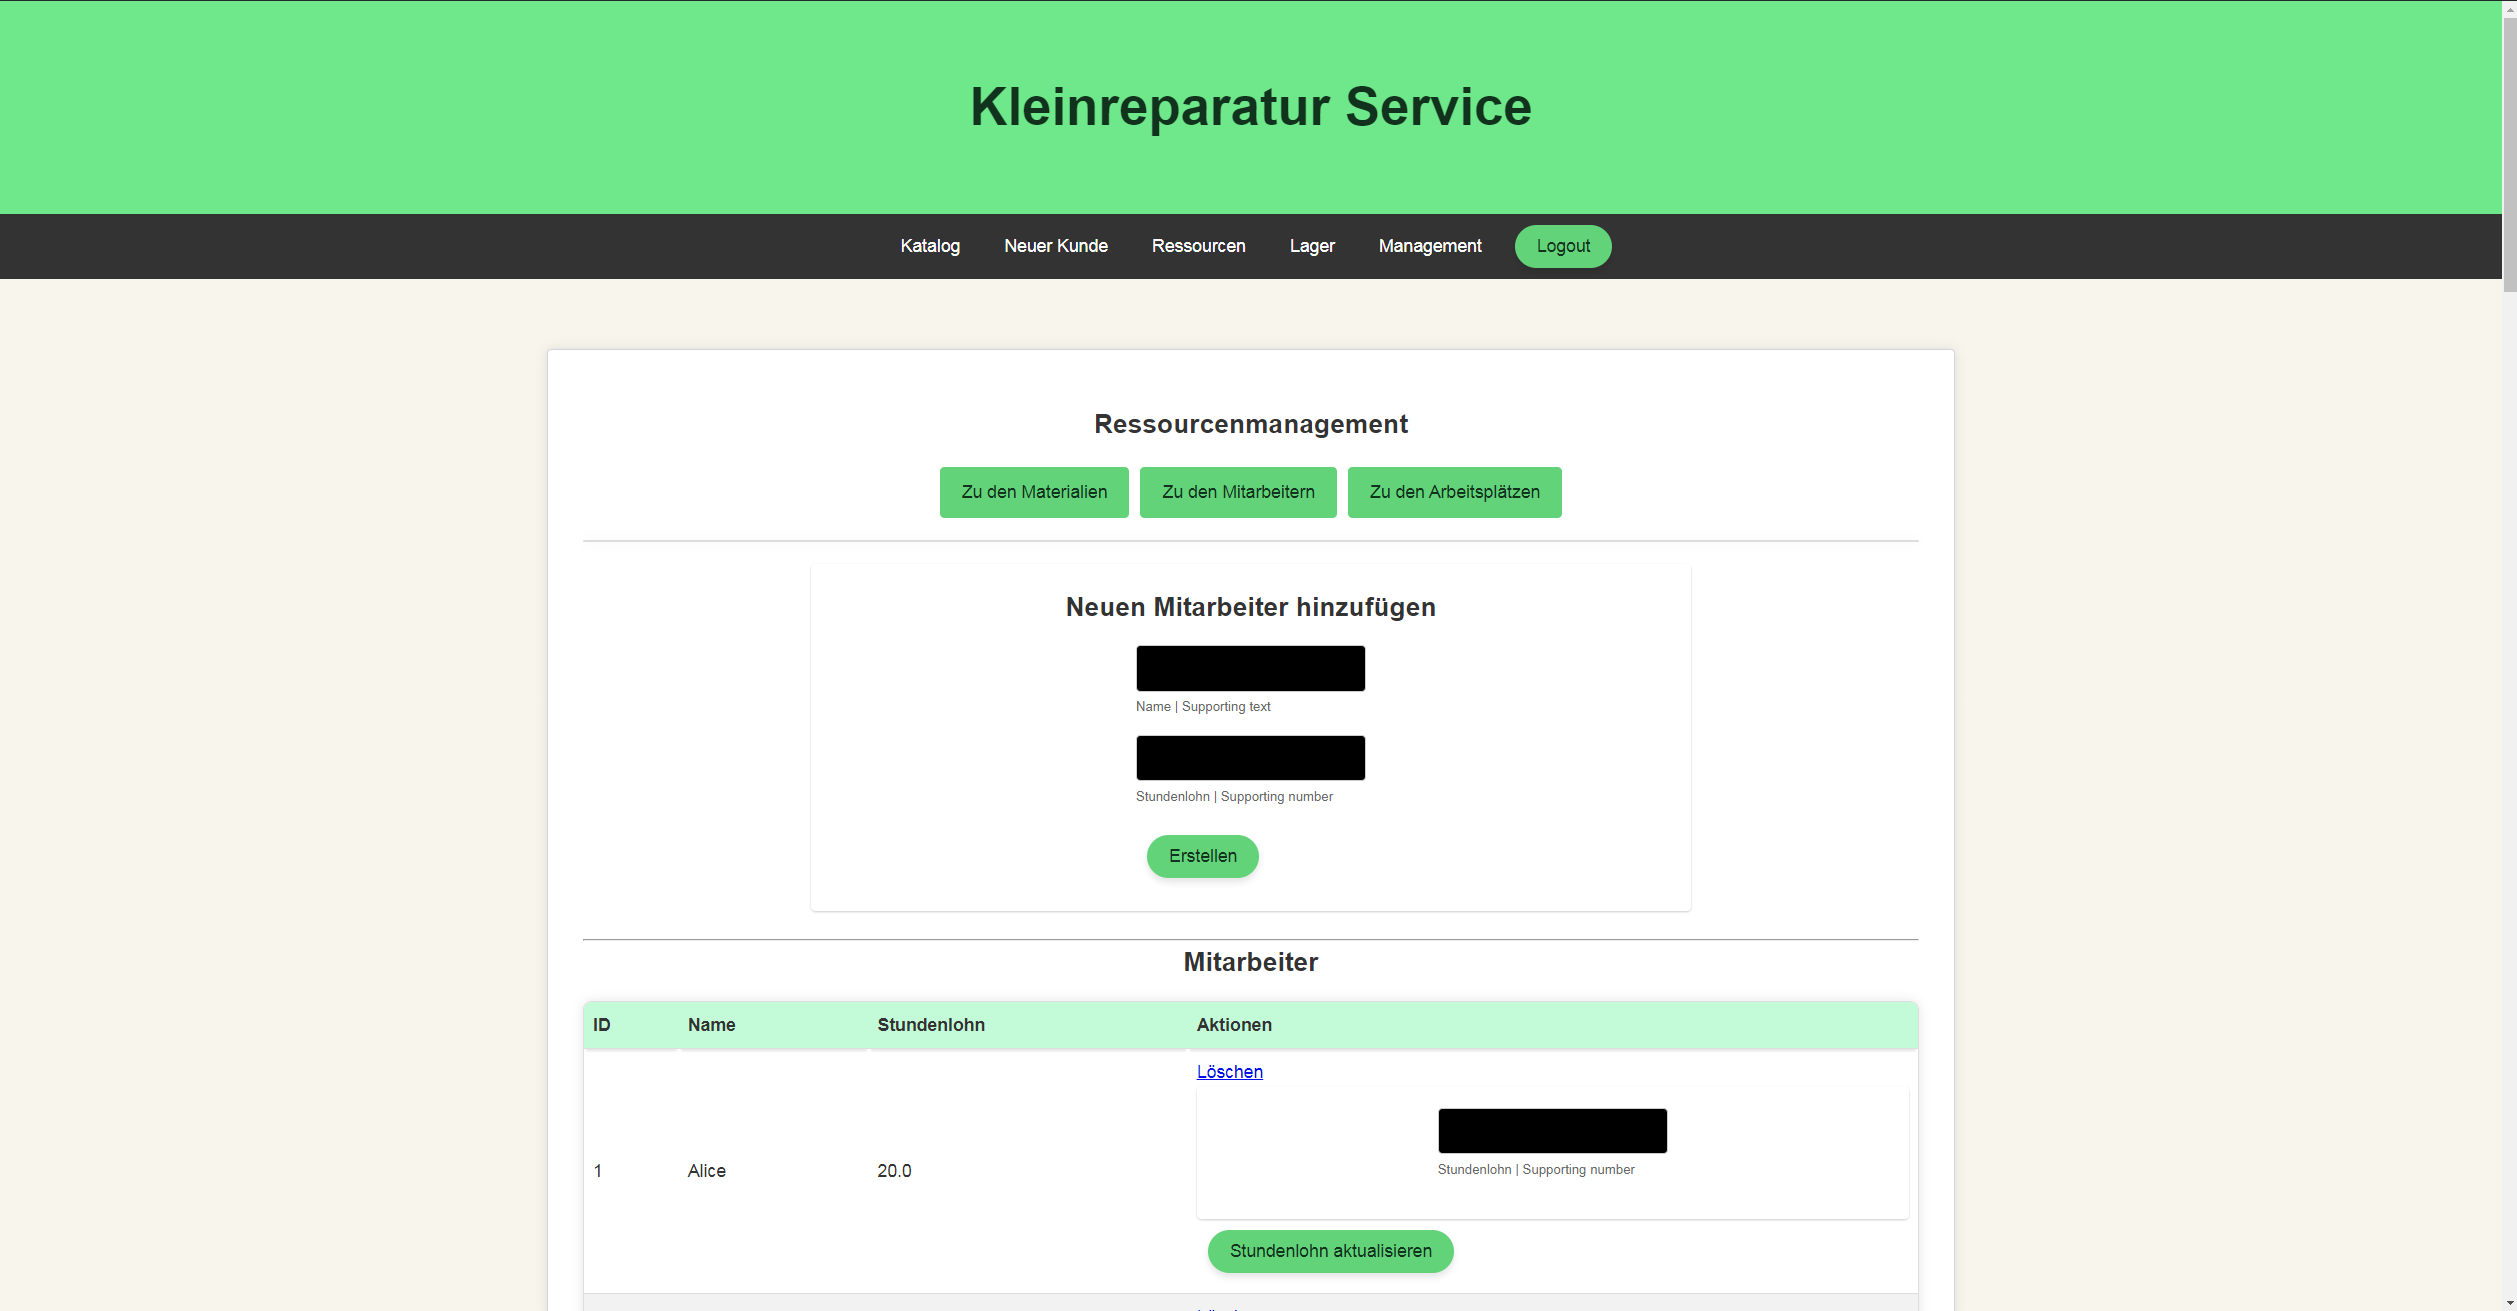 Kleinreparatur Service
Katalog Neuer Kunde Ressourcen Lager Management Logout
Ressourcenmanagement
Zu den Materialien Zu den Mitarbeitern Zu den Arbeitsplätzen
Neuen Mitarbeiter hinzufügen
Name | Supporting text
Stundenlohn | Supporting number
Erstellen
Mitarbeiter
ID Name Stundenlohn Aktionen
Löschen
1 Alice 20.0
Stundenlohn | Supporting number
Stundenlohn aktualisieren